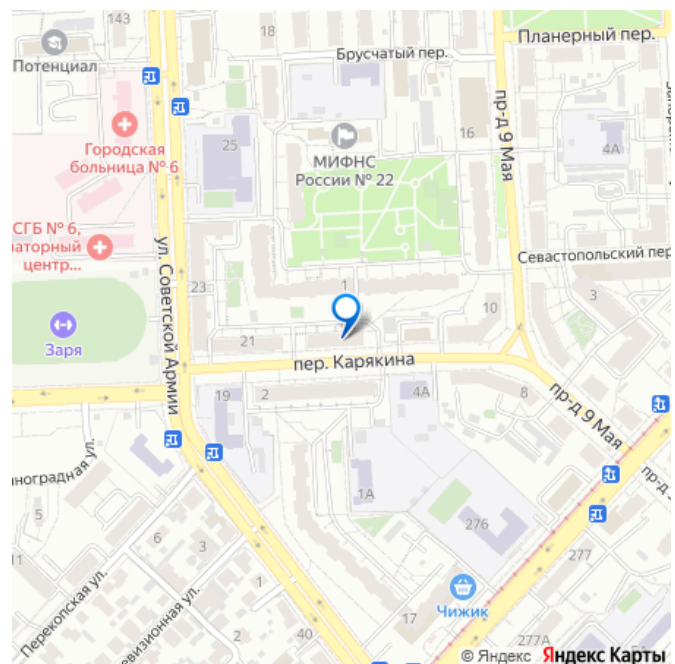 143
18
Потенциал
Брусчатый пер.
Планерный пер.
Городская
больница № 6
25
МИФНС
России № 22
16
4А
пр-д 9 Мая
СГБ № 6,
центр...
ул. Советской Армии
Севастопольский пер
23
1
3
10
Заря
21
пер. Карякина
19
2
4А
8
пр-д 9 Мая
пр-д
5
6
3
1А
276
277
11
1
Перекопская ул.
40
17
Чижик
277А
© Яндекс Яндекс Карты